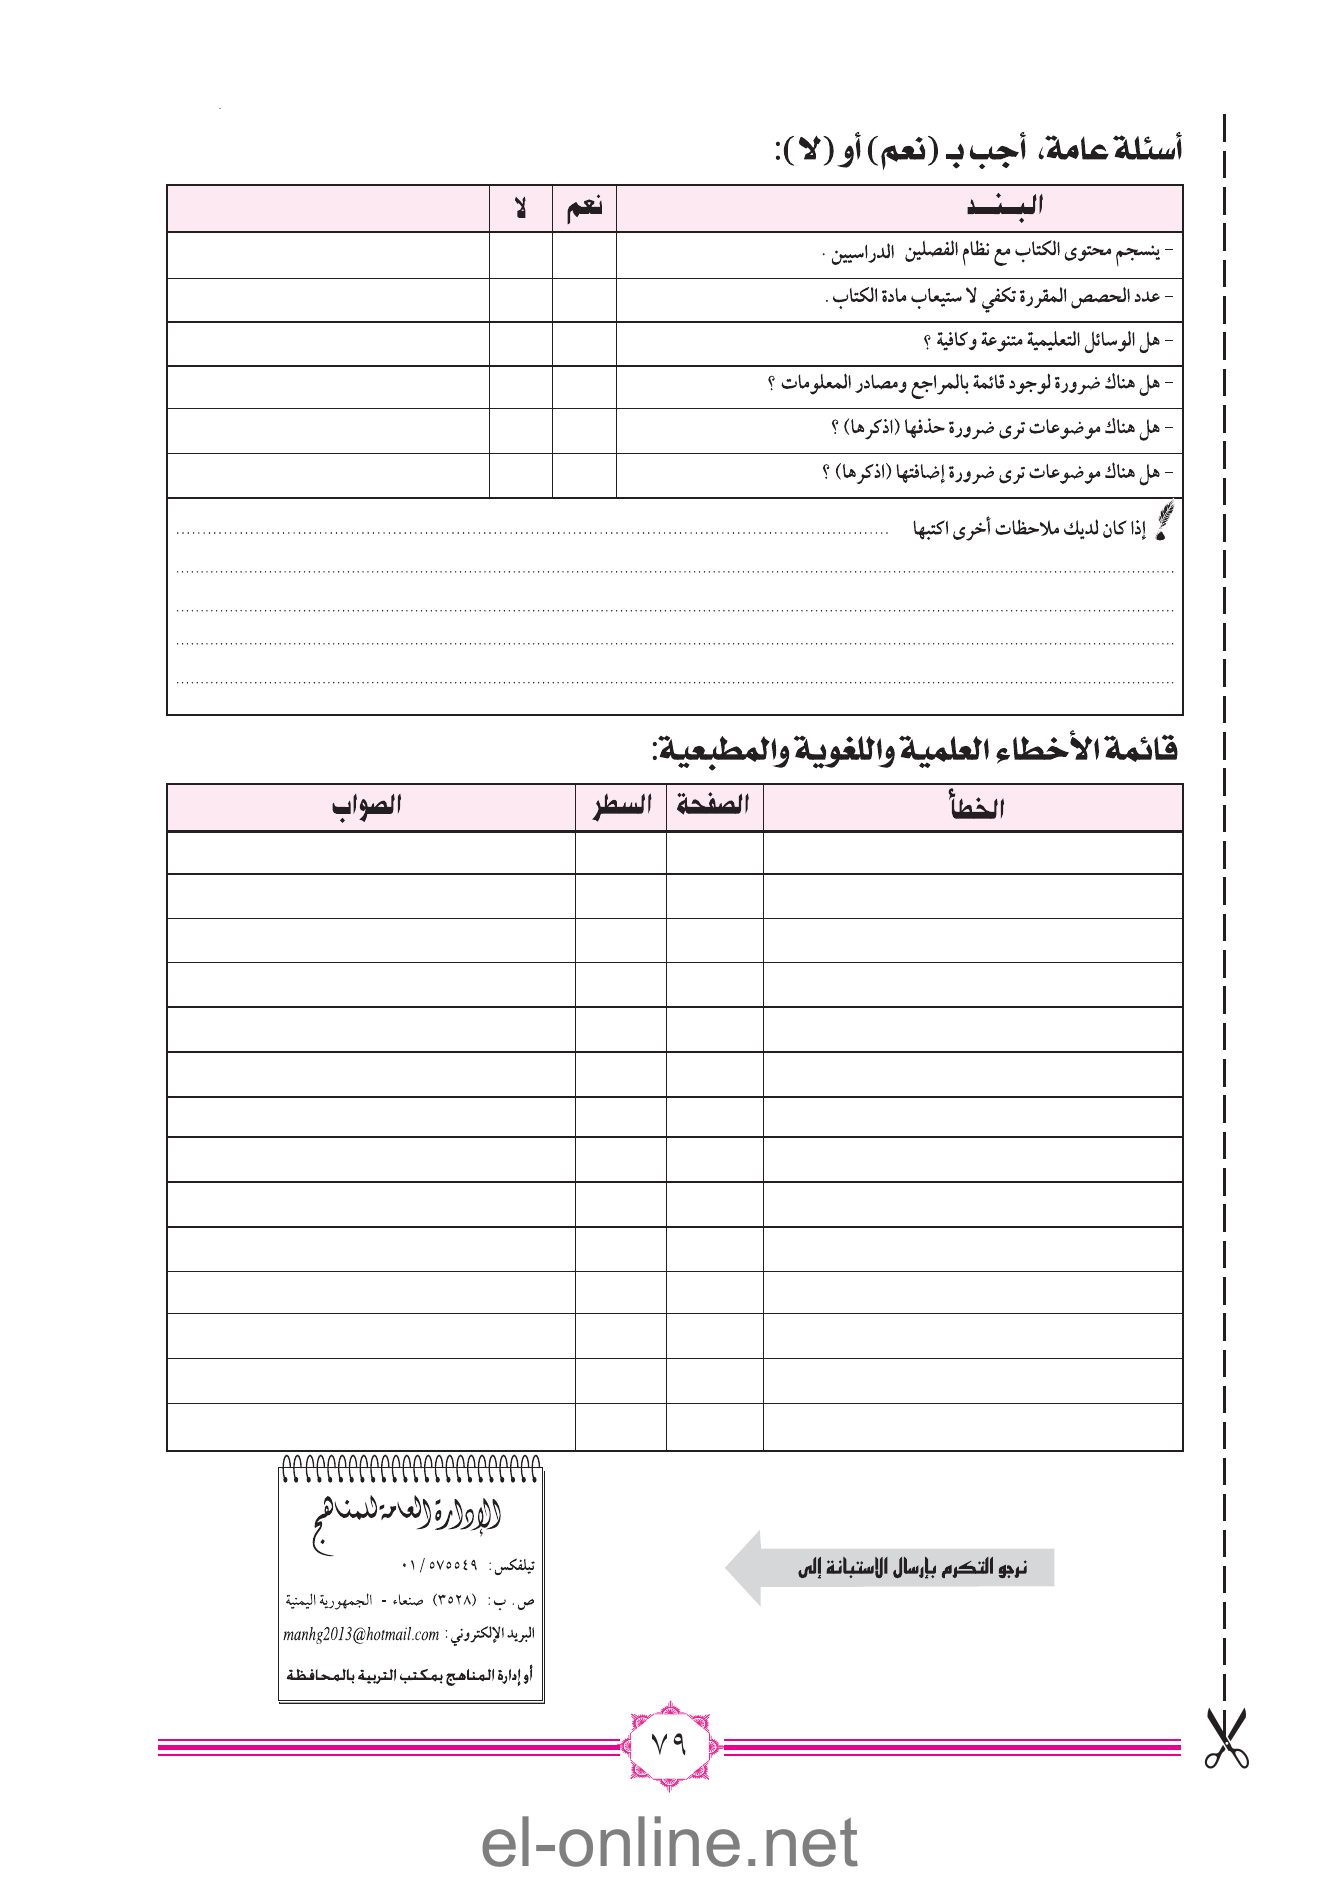 أسئلة عامة، أجب بـ (نعم) أو (لا):
البـــنـــد نعم لا
– ينسجم محتوى الكتاب مع نظام الفصلين الدراسيين .
– عدد الحصص المقررة تكفي لا ستيعاب مادة الكتاب .
– هل الوسائل التعليمية متنوعة وكافية ؟
– هل هناك ضرورة لوجود قائمة بالمراجع ومصادر المعلومات ؟
– هل هناك موضوعات ترى ضرورة حذفها (اذكرها) ؟
– هل هناك موضوعات ترى ضرورة إضافتها (اذكرها) ؟
إذا كان لديك ملاحظات أخرى اكتبها
قائمة الأخطاء العلمية واللغوية والمطبعية:
الخطأ الصفحة السطر الصواب
الإدارة العامة للمناهج
نرجو التكرم بإرسال الاستبانة إلى
تيلفكس : ٠١/٥٧٥٥٤٩
ص . ب : (٣٥٢٨) صنعاء - الجمهورية اليمنية
البريد الإلكتروني : manhg2013@hotmail.com
أو إدارة المناهج بمكتب التربية بالمحافظة
٧٩
el-online.net